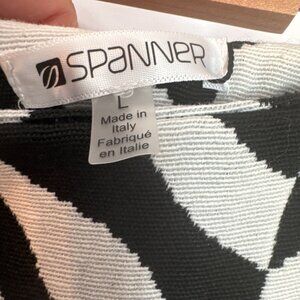 SPANNER
L
Made in
Italy
Fabriqué
en Italie